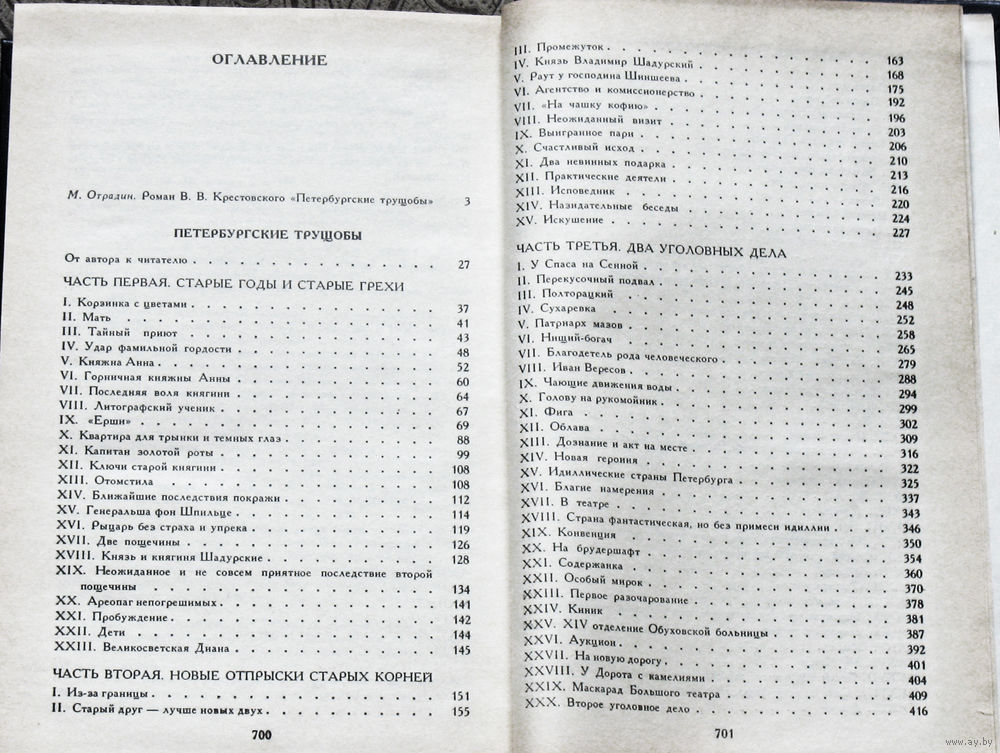 ОГЛАВЛЕНИЕ
М. Отрадин. Роман В. В. Крестовского «Петербургские трущобы» 3
ПЕТЕРБУРГСКИЕ ТРУЩОБЫ
От автора к читателю . . . . . . . . . . 27
ЧАСТЬ ПЕРВАЯ. СТАРЫЕ ГОДЫ И СТАРЫЕ ГРЕХИ
I. Корзинка с цветами . . . . . . . . . . 37
II. Мать . . . . . . . . . . 41
III. Тайный приют . . . . . . . . . . 43
IV. Удар фамильной гордости . . . . . . . . . . 48
V. Княжна Анна . . . . . . . . . . 52
VI. Горничная княжны Анны . . . . . . . . . . 60
VII. Последняя воля княгини . . . . . . . . . . 64
VIII. Литографский ученик . . . . . . . . . . 67
IX. «Ерши» . . . . . . . . . . 69
X. Квартира для трынки и темных глаз . . . . . . . . . . 88
XI. Капитан золотой роты . . . . . . . . . . 99
XII. Ключи старой княгини . . . . . . . . . . 108
XIII. Отомстила . . . . . . . . . . 108
XIV. Ближайшие последствия покражи . . . . . . . . . . 112
XV. Генеральша фон Шпильце . . . . . . . . . . 114
XVI. Рыцарь без страха и упрека . . . . . . . . . . 119
XVII. Две пощечины . . . . . . . . . . 126
XVIII. Князь и княгиня Шадурские . . . . . . . . . . 128
XIX. Неожиданное и не совсем приятное последствие второй
пощечины . . . . . . . . . . 134
XX. Ареопаг непогрешимых . . . . . . . . . . 141
XXI. Пробуждение . . . . . . . . . . 142
XXII. Дети . . . . . . . . . . 144
XXIII. Великосветская Диана . . . . . . . . . . 145
ЧАСТЬ ВТОРАЯ. НОВЫЕ ОТПРЫСКИ СТАРЫХ КОРНЕЙ
I. Из-за границы . . . . . . . . . . 151
II. Старый друг — лучше новых двух . . . . . . . . . . 155
700
III. Промежуток . . . . . . . . . . 163
IV. Князь Владимир Шадурский . . . . . . . . . . 168
V. Раут у господина Шиншеева . . . . . . . . . . 175
VI. Агентство и комиссионерство . . . . . . . . . . 192
VII. «На чашку кофию» . . . . . . . . . . 196
VIII. Неожиданный визит . . . . . . . . . . 203
IX. Выигранное пари . . . . . . . . . . 206
X. Счастливый исход . . . . . . . . . . 210
XI. Два невинных подарка . . . . . . . . . . 213
XII. Практические деятели . . . . . . . . . . 216
XIII. Исповедник . . . . . . . . . . 220
XIV. Назидательные беседы . . . . . . . . . . 224
XV. Искушение . . . . . . . . . . 227
ЧАСТЬ ТРЕТЬЯ. ДВА УГОЛОВНЫХ ДЕЛА
I. У Спаса на Сенной . . . . . . . . . . 233
II. Перекусочный подвал . . . . . . . . . . 245
III. Полторацкий . . . . . . . . . . 248
IV. Сухаревка . . . . . . . . . . 252
V. Патриарх мазов . . . . . . . . . . 258
VI. Нищий-богач . . . . . . . . . . 265
VII. Благодетель рода человеческого . . . . . . . . . . 279
VIII. Иван Вересов . . . . . . . . . . 288
IX. Чающие движения воды . . . . . . . . . . 294
X. Голову на рукомойник . . . . . . . . . . 299
XI. Фига . . . . . . . . . . 302
XII. Облава . . . . . . . . . . 309
XIII. Дознание и акт на месте . . . . . . . . . . 316
XIV. Новая героиня . . . . . . . . . . 322
XV. Идиллические страны Петербурга . . . . . . . . . . 325
XVI. Благие намерения . . . . . . . . . . 337
XVII. В театре . . . . . . . . . . 343
XVIII. Страна фантастическая, но без примеси идиллии . . . . . 346
XIX. Конвенция . . . . . . . . . . 350
XX. На брудершафт . . . . . . . . . . 354
XXI. Содержанка . . . . . . . . . . 360
XXII. Особый мирок . . . . . . . . . . 370
XXIII. Первое разочарование . . . . . . . . . . 378
XXIV. Киник . . . . . . . . . . 381
XXV. XIV отделение Обуховской больницы . . . . . . . . . . 387
XXVI. Аукцион . . . . . . . . . . 392
XXVII. На новую дорогу . . . . . . . . . . 401
XXVIII. У Дорота с камелиями . . . . . . . . . . 404
XXIX. Маскарад Большого театра . . . . . . . . . . 409
XXX. Второе уголовное дело . . . . . . . . . . 416
701
www.ay.by